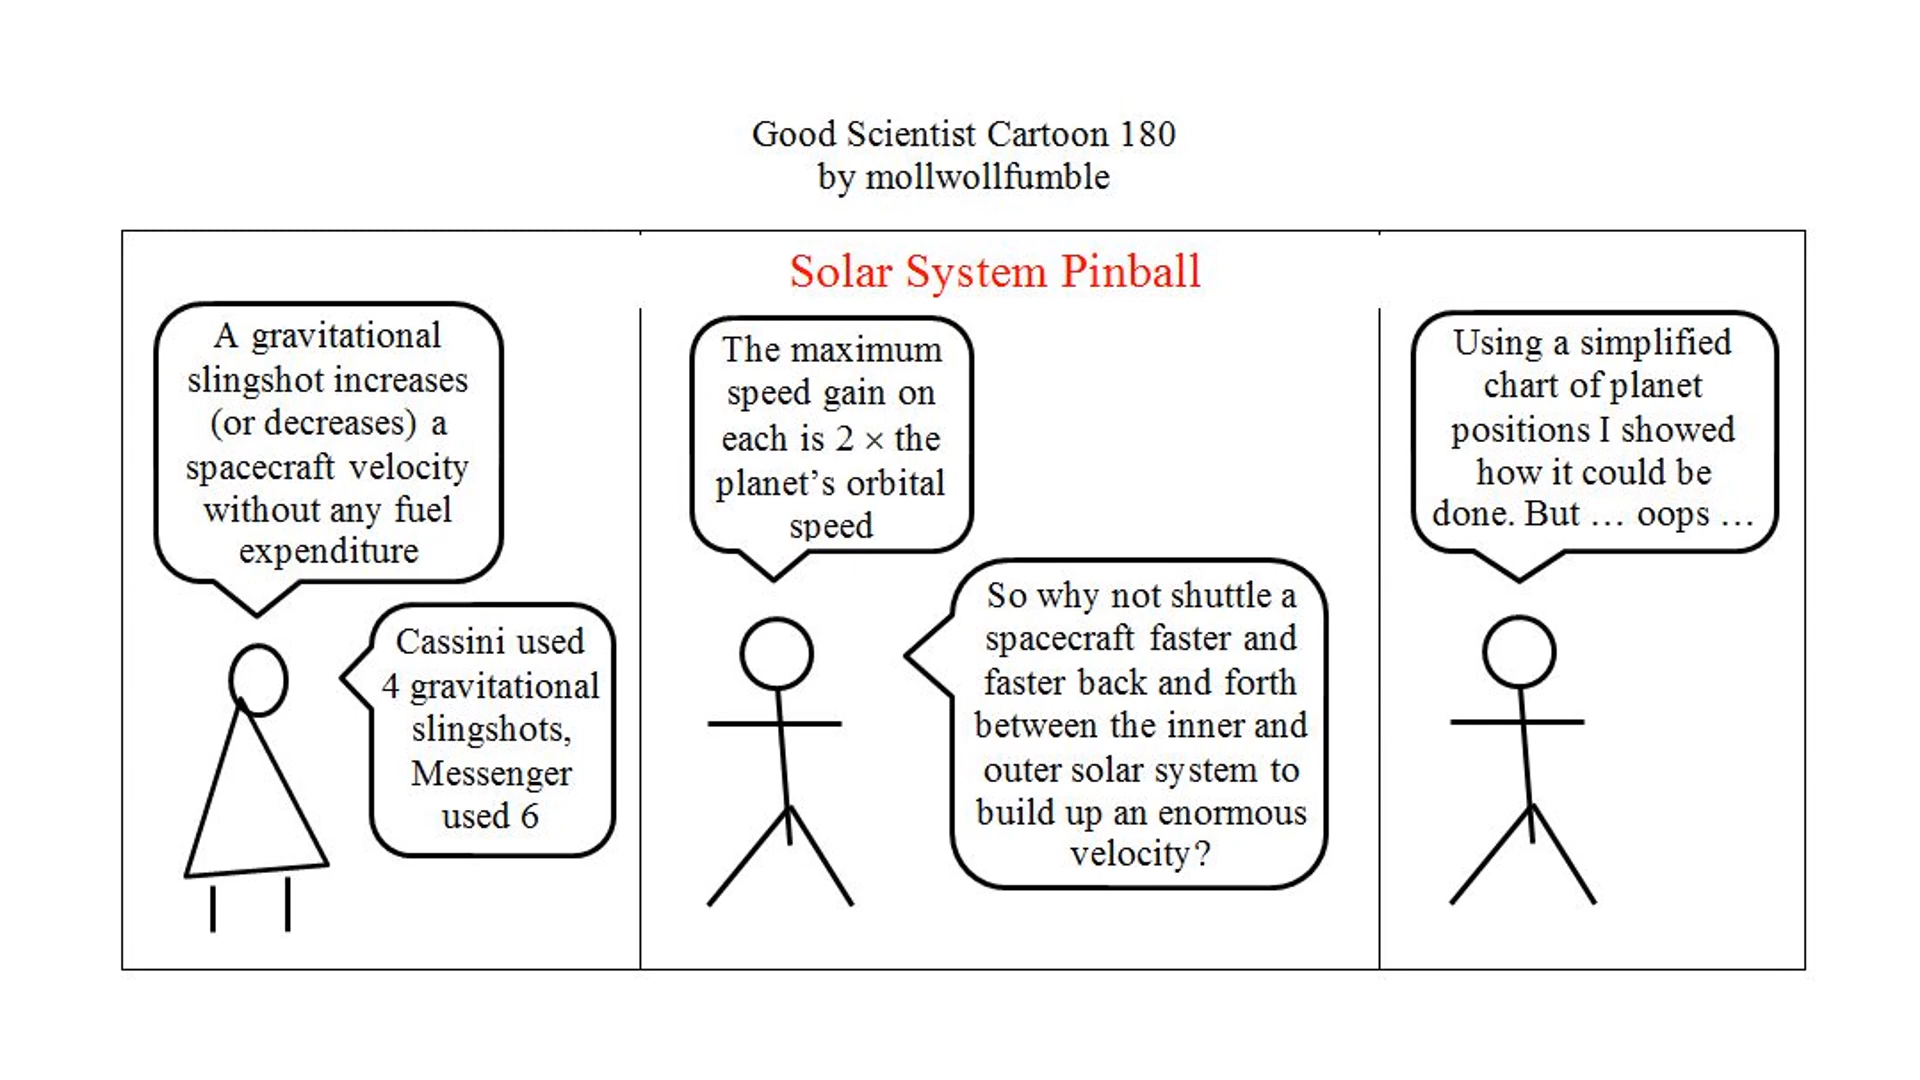 Good Scientist Cartoon 180
by mollwollfumble
Solar System Pinball
A gravitational
slingshot increases
(or decreases) a
spacecraft velocity
without any fuel
expenditure
Cassini used
4 gravitational
slingshots,
Messenger
used 6
The maximum
speed gain on
each is 2 × the
planet’s orbital
speed
So why not shuttle a
spacecraft faster and
faster back and forth
between the inner and
outer solar system to
build up an enormous
velocity?
Using a simplified
chart of planet
positions I showed
how it could be
done. But … oops …